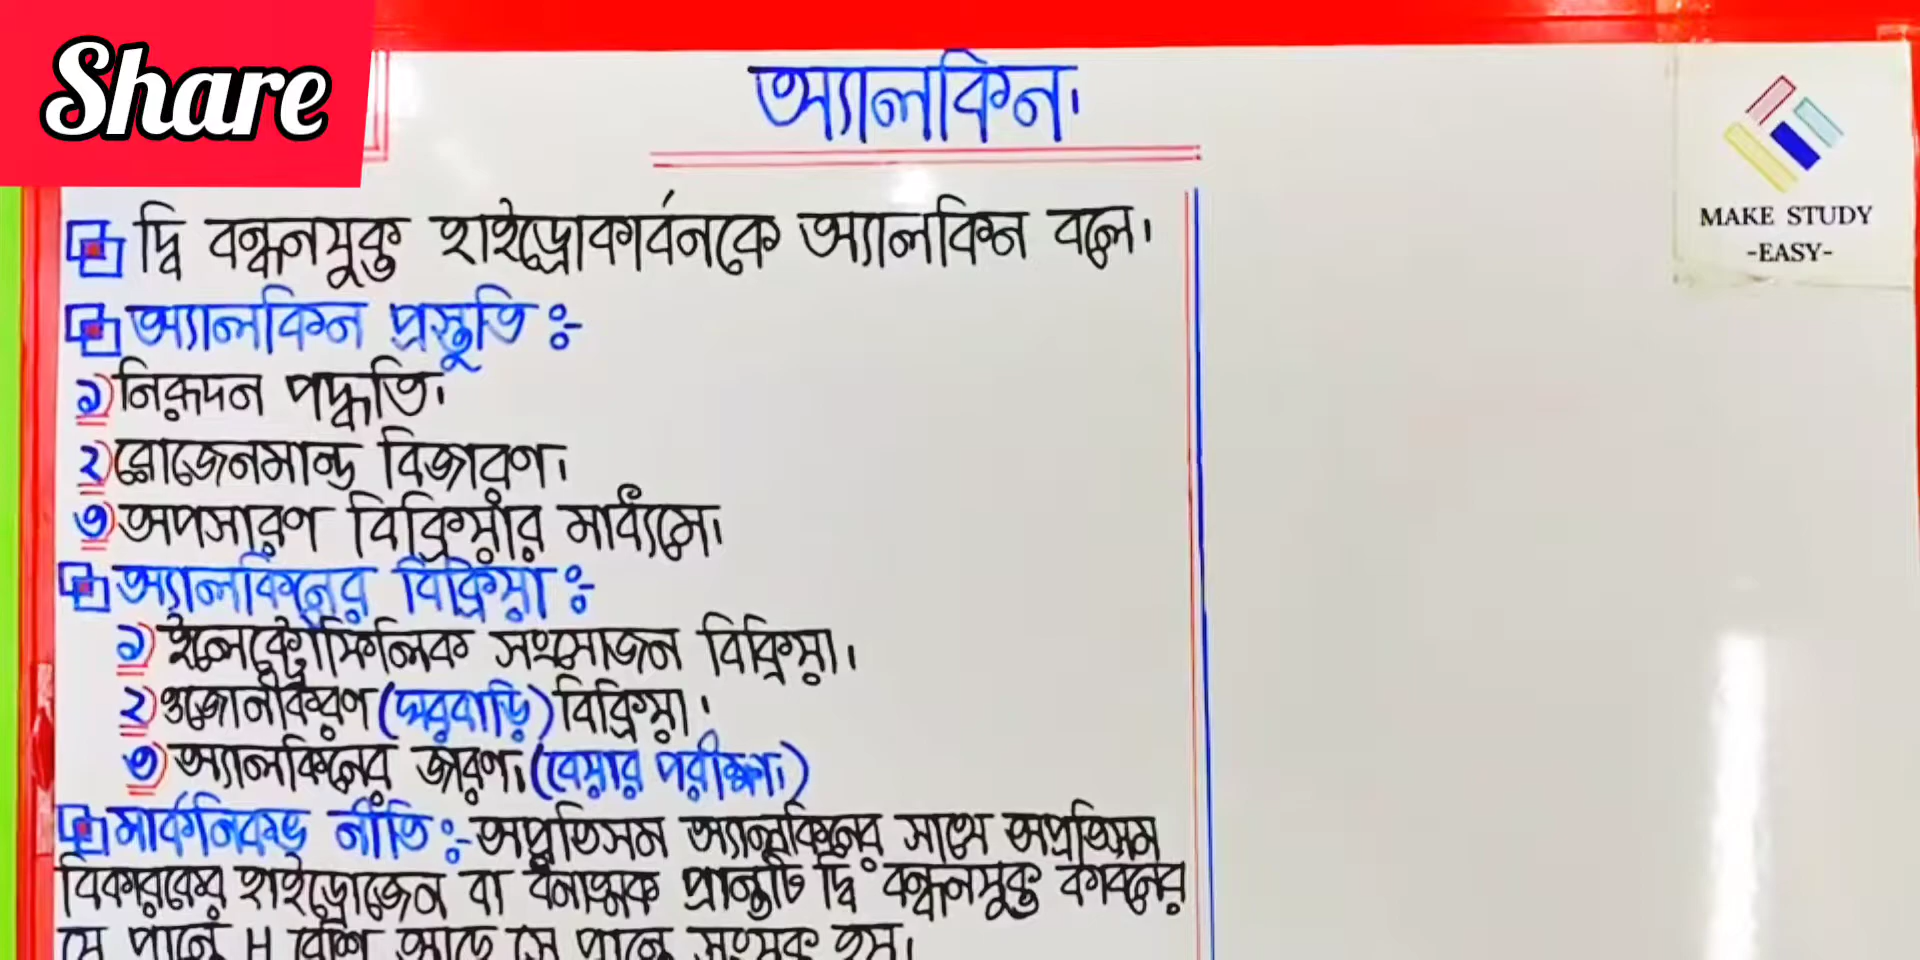 Share
অ্যালকিন।
MAKE STUDY
-EASY-
দ্বি বন্ধনযুক্ত হাইড্রোকার্বনকে অ্যালকিন বলে।
অ্যালকিন প্রস্তুতি :-
১) নিরুদন পদ্ধতি।
২) রোজেনমান্ড বিজারণ।
৩) অপসারণ বিক্রিয়ার মাধ্যমে।
অ্যালকিনের বিক্রিয়া :-
১) ইলেক্ট্রোফিলিক সংযোজন বিক্রিয়া।
২) ওজোনীকরণ (ঘরবাড়ি) বিক্রিয়া।
৩) অ্যালকিনের জারণ। (বেয়ার পরীক্ষা।)
মার্কনিকভ নীতি :- অপ্রতিসম অ্যালকিনের সাথে অপ্রতিসম
বিকারকের হাইড্রোজেন বা ধনাত্মক প্রান্তটি দ্বি বন্ধনযুক্ত কার্বনের
যে পাশে H বেশি আছে সে পাশে সংযুক্ত হয়।